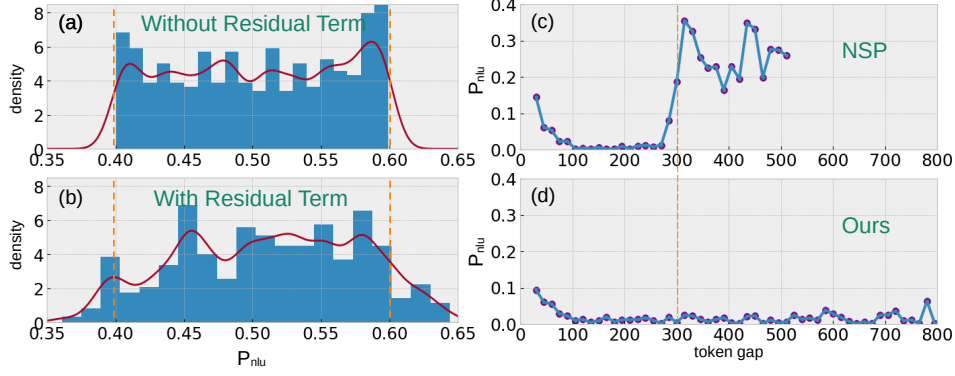 (a)
Without Residual Term
density
8
6
4
2
0
0.35 0.40 0.45 0.50 0.55 0.60 0.65
(b)
With Residual Term
density
8
6
4
2
0
0.35 0.40 0.45 0.50 0.55 0.60 0.65
Pnlu
(c)
NSP
Pnlu
0.4
0.3
0.2
0.1
0.0
0 100 200 300 400 500 600 700 800
(d)
Ours
Pnlu
0.4
0.3
0.2
0.1
0.0
0 100 200 300 400 500 600 700 800
token gap